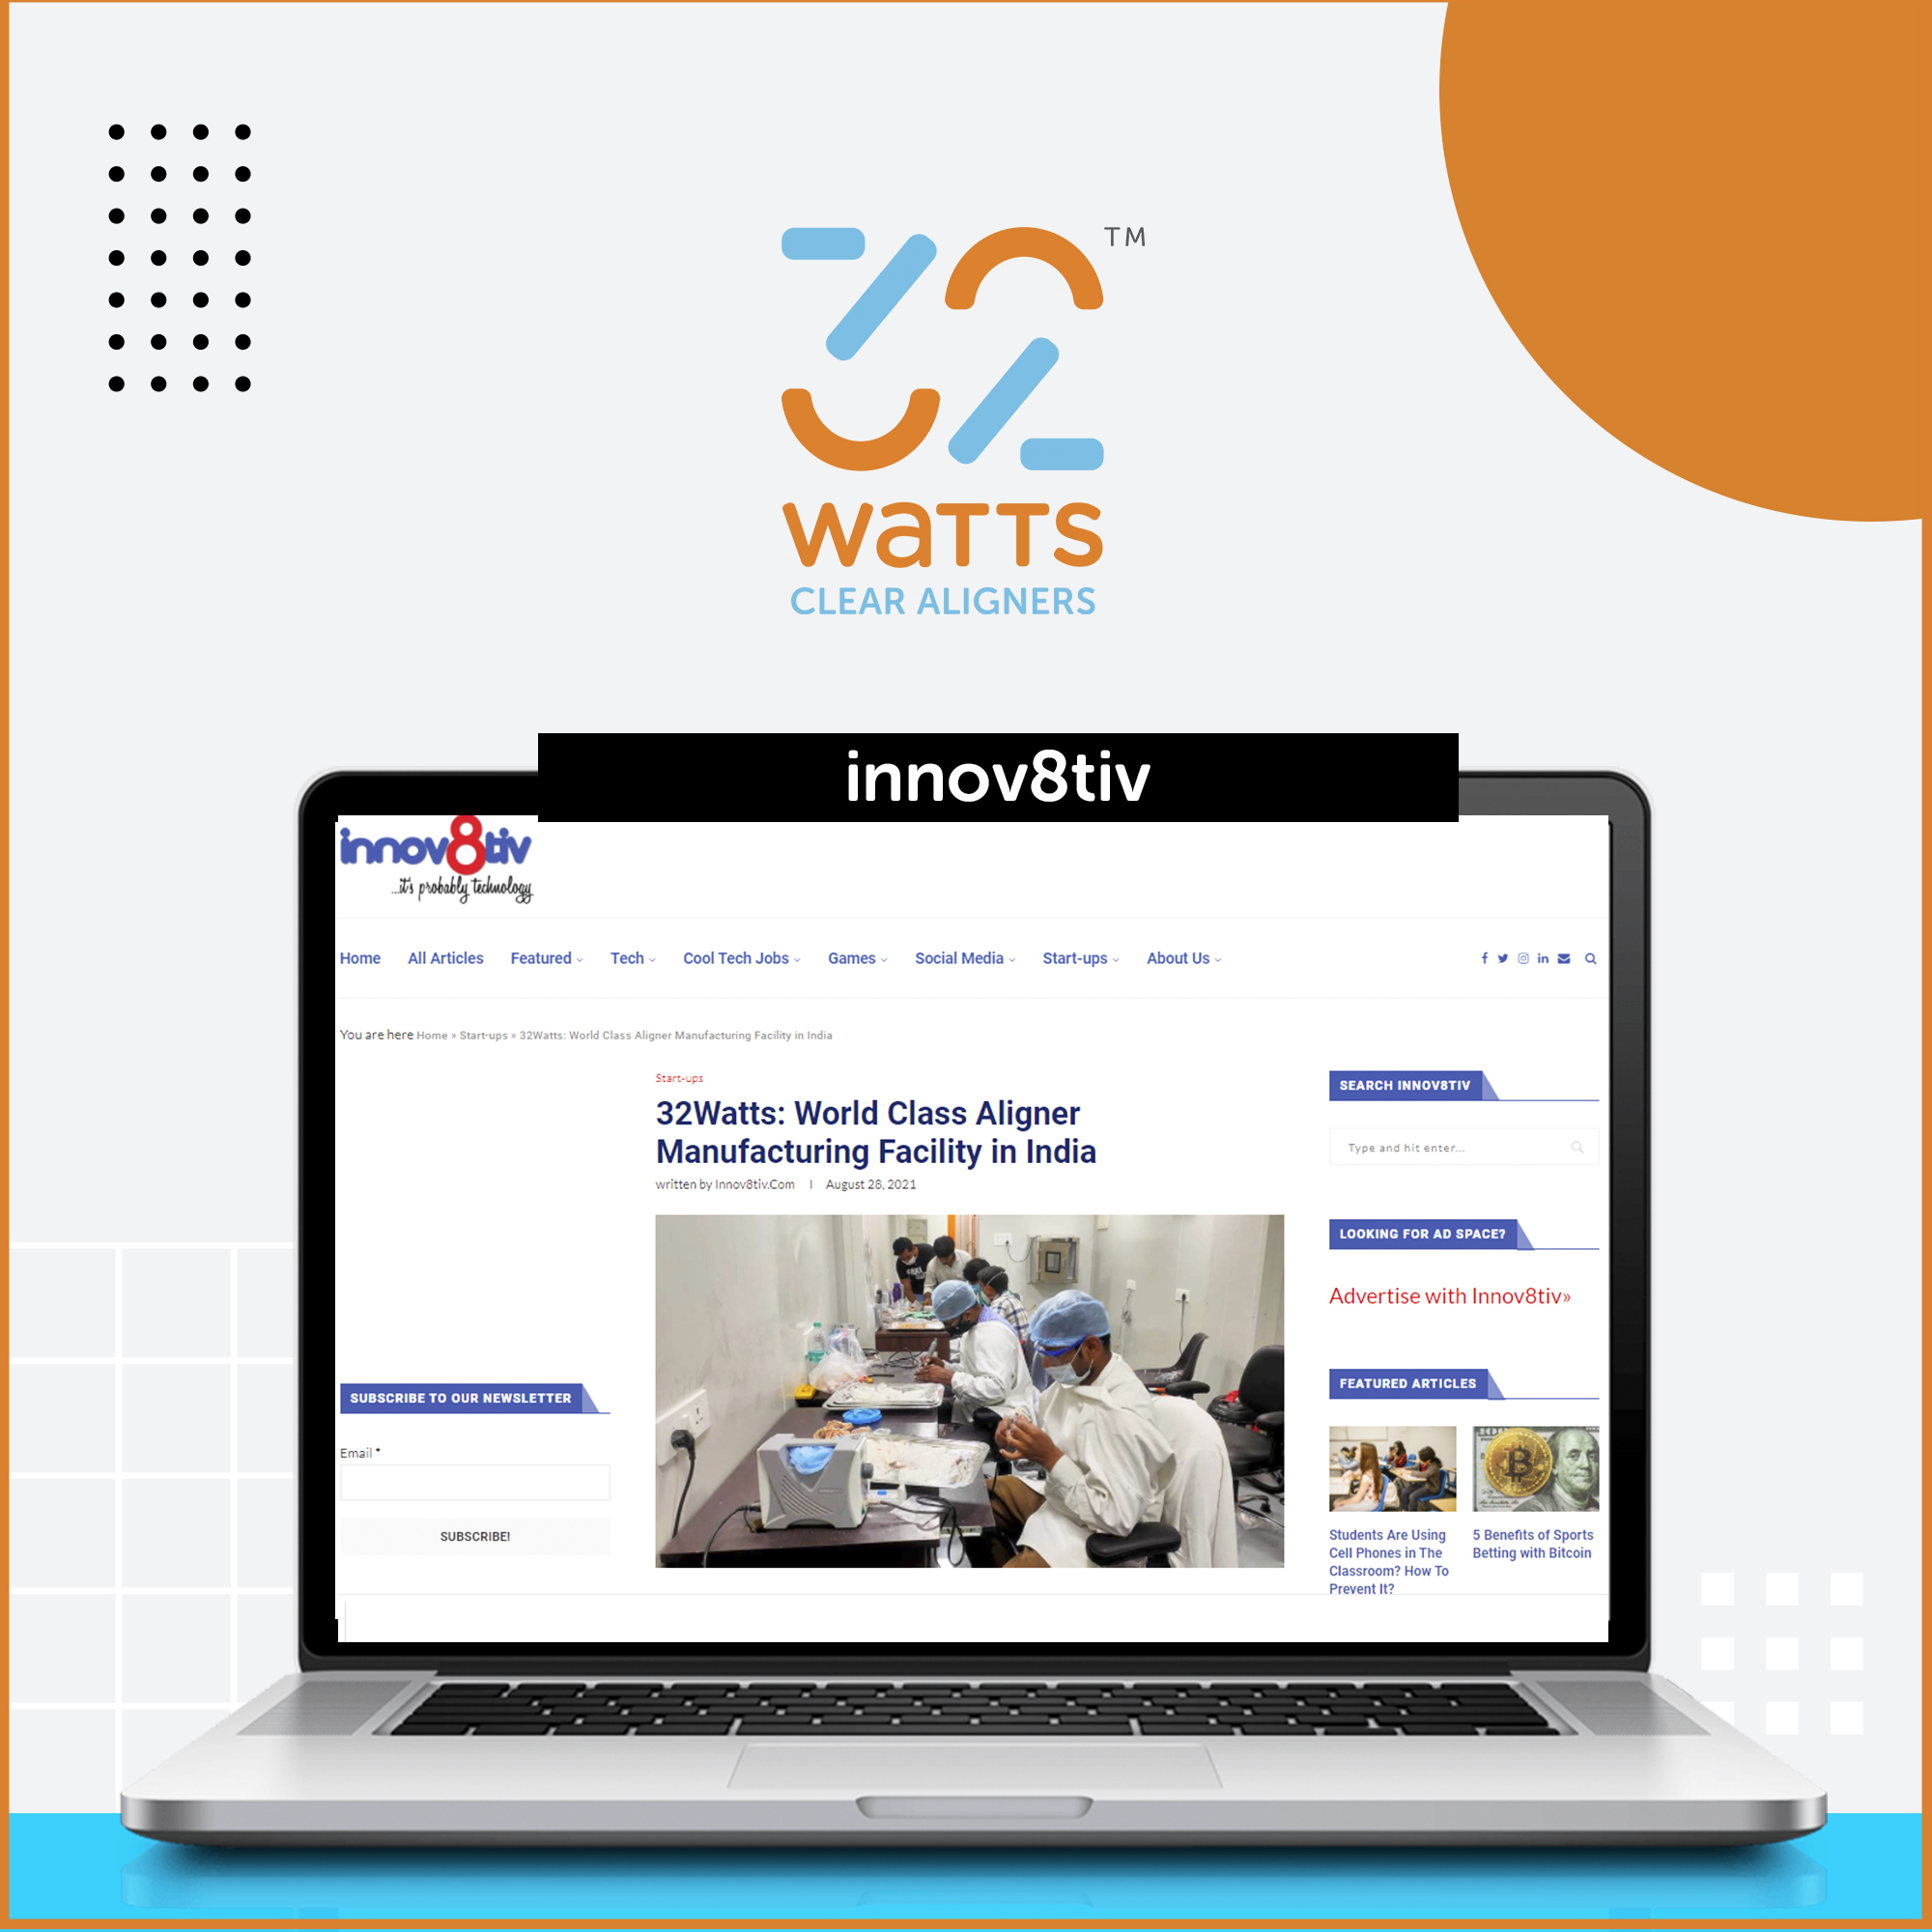 32
TM
WATTS
CLEAR ALIGNERS
innov8tiv
innov8tiv
...it's probably technology
Home All Articles Featured Tech Cool Tech Jobs Games Social Media Start-ups About Us
You are here Home » Start-ups » 32Watts: World Class Aligner Manufacturing Facility in India
Start-ups
32Watts: World Class Aligner
Manufacturing Facility in India
written by Innov8tiv.Com | August 28, 2021
SUBSCRIBE TO OUR NEWSLETTER
Email *
SUBSCRIBE!
SEARCH INNOV8TIV
Type and hit enter...
LOOKING FOR AD SPACE?
Advertise with Innov8tiv»
FEATURED ARTICLES
Students Are Using
Cell Phones in The
Classroom? How To
Prevent It?
5 Benefits of Sports
Betting with Bitcoin